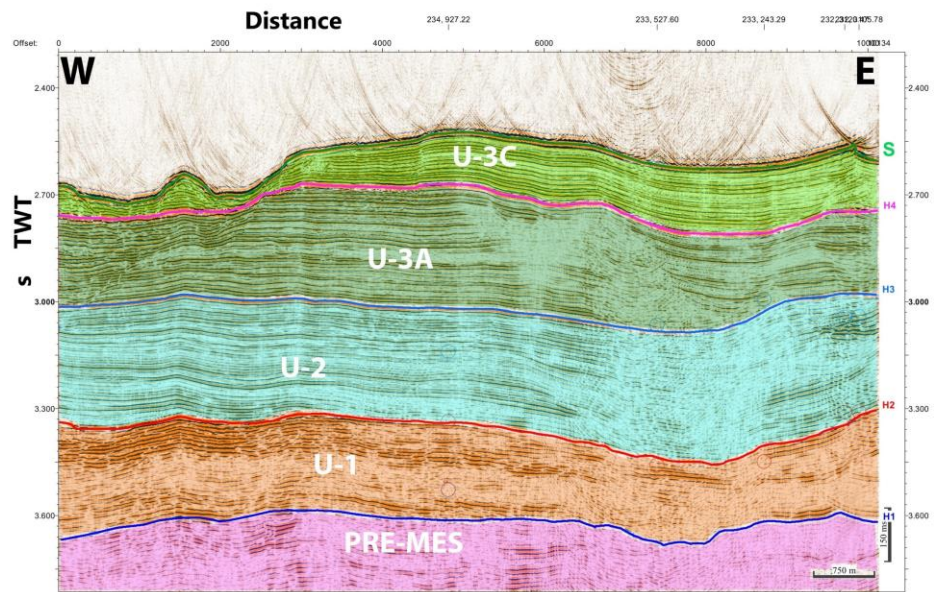 Distance
234, 927.22
233, 527.60
233, 243.29
Offset:
0
2000
4000
6000
8000
W
E
2.400
2.400
U-3C
S
2.700
2.700
H4
TWT
s
U-3A
H3
3.000
3.000
U-2
3.300
3.300
H2
U-1
3.600
3.600
H1
PRE-MES
150 ms
750 m